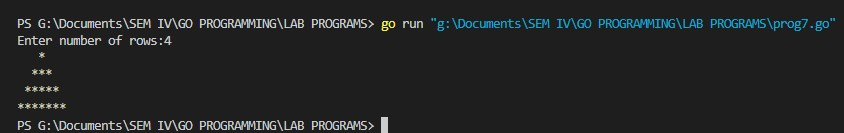 PS G:\Documents\SEM IV\GO PROGRAMMING\LAB PROGRAMS> go run "g:\Documents\SEM IV\GO PROGRAMMING\LAB PROGRAMS\prog7.go"
Enter number of rows:4
   *
  ***
 *****
*******
PS G:\Documents\SEM IV\GO PROGRAMMING\LAB PROGRAMS>